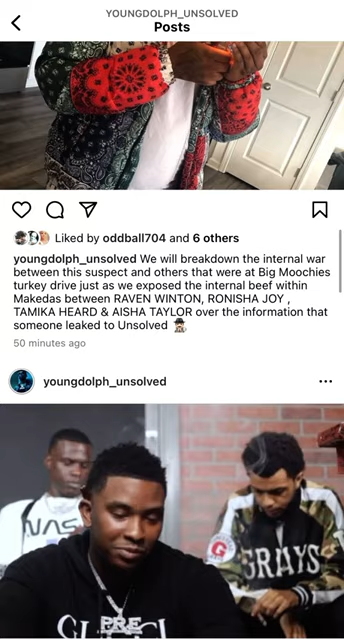 YOUNGDOLPH_UNSOLVED
Posts
Liked by oddball704 and 6 others
youngdolph_unsolved We will breakdown the internal war
between this suspect and others that were at Big Moochies
turkey drive just as we exposed the internal beef within
Makedas between RAVEN WINTON, RONISHA JOY ,
TAMIKA HEARD & AISHA TAYLOR over the information that
someone leaked to Unsolved
50 minutes ago
youngdolph_unsolved
NAS
G
GRAYS
PRE